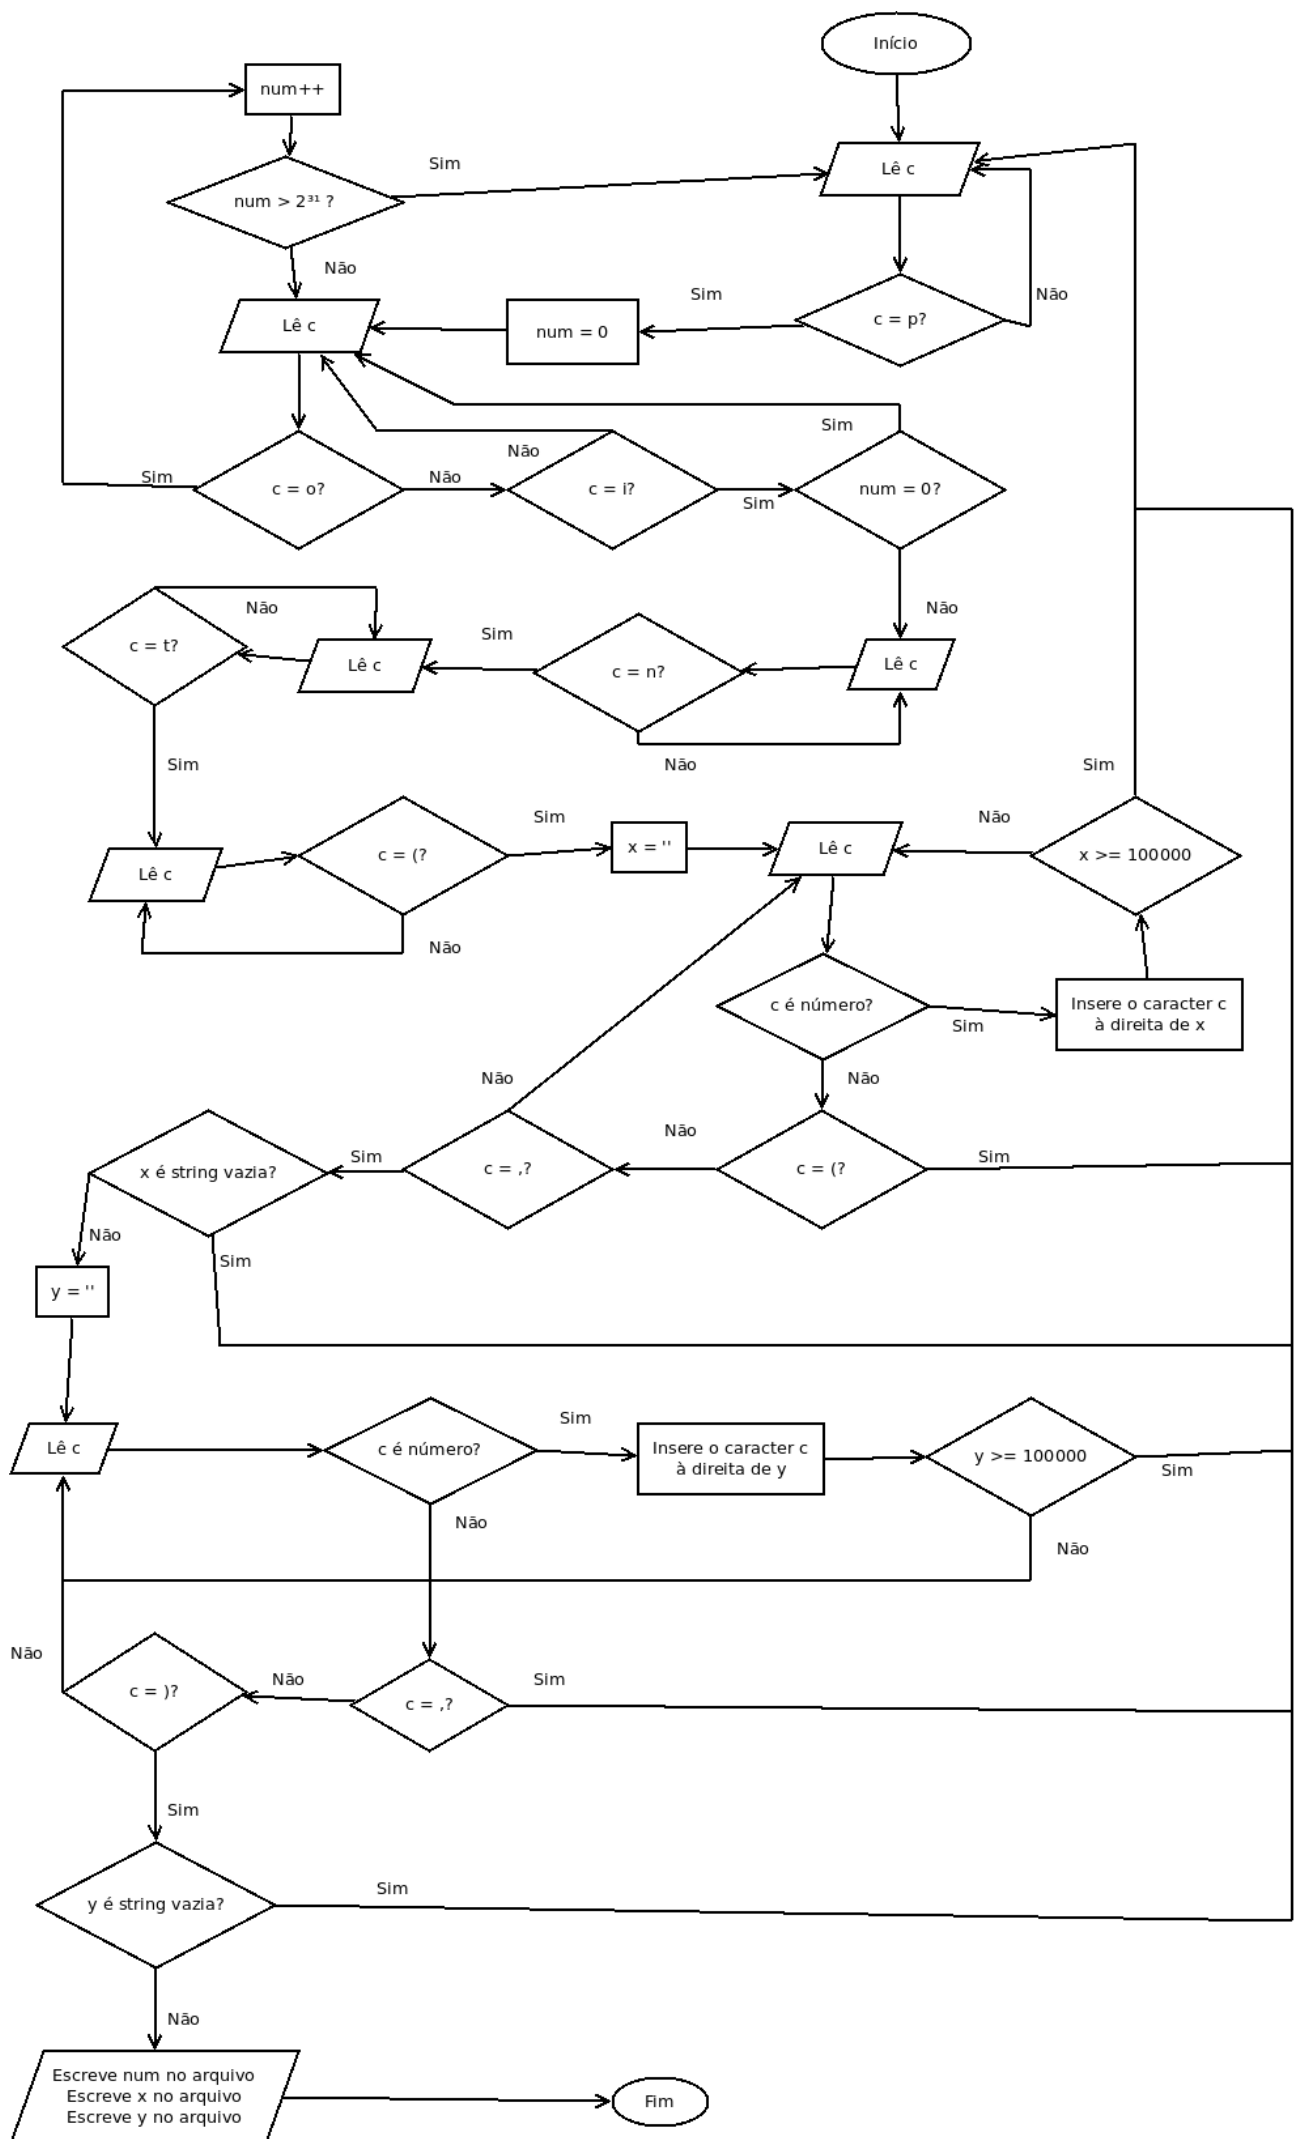 Início
num++
Sim
Lê c
num > 2³¹ ?
Não
Sim
Não
Lê c
num = 0
c = p?
Sim
Não
Sim
Não
c = o?
c = i?
Sim
num = 0?
Não
Não
Sim
c = t?
Lê c
c = n?
Lê c
Sim
Não
Sim
Sim
Não
c = (?
x = ''
Lê c
x >= 100000
Lê c
Não
c é número?
Insere o caracter c
à direita de x
Sim
Não
Não
Não
Sim
Sim
x é string vazia?
c = ,?
c = (?
Não
Sim
y = ''
Sim
Lê c
c é número?
Insere o caracter c
à direita de y
y >= 100000
Sim
Não
Não
Não
Não
Sim
c = )?
c = ,?
Sim
Sim
y é string vazia?
Não
Escreve num no arquivo
Escreve x no arquivo
Escreve y no arquivo
Fim